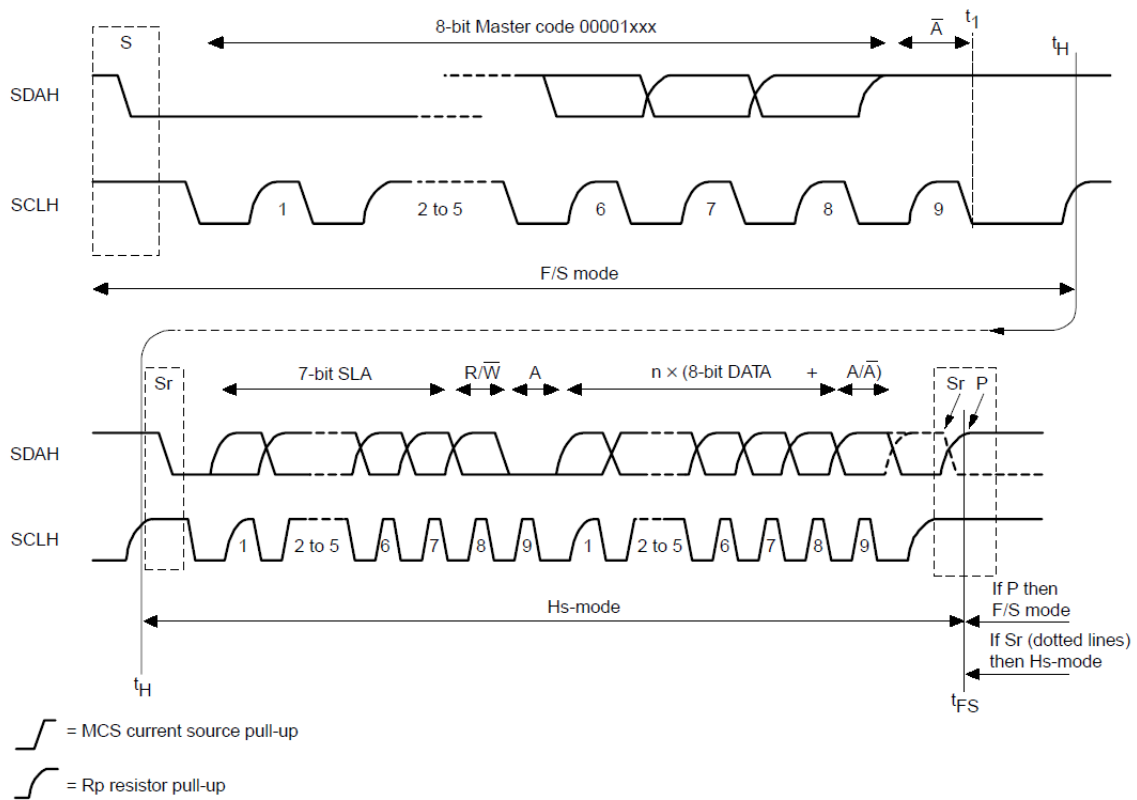 8-bit Master code 00001xxx
A̅
t1
S
tH
SDAH
SCLH
1
2 to 5
6
7
8
9
F/S mode
Sr
7-bit SLA
R/W̅
A
n × (8-bit DATA + A/A̅)
Sr P
SDAH
SCLH
1
2 to 5
6
7
8
9
1
2 to 5
6
7
8
9
If P then
F/S mode
Hs-mode
If Sr (dotted lines)
then Hs-mode
tH
tFS
= MCS current source pull-up
= Rp resistor pull-up